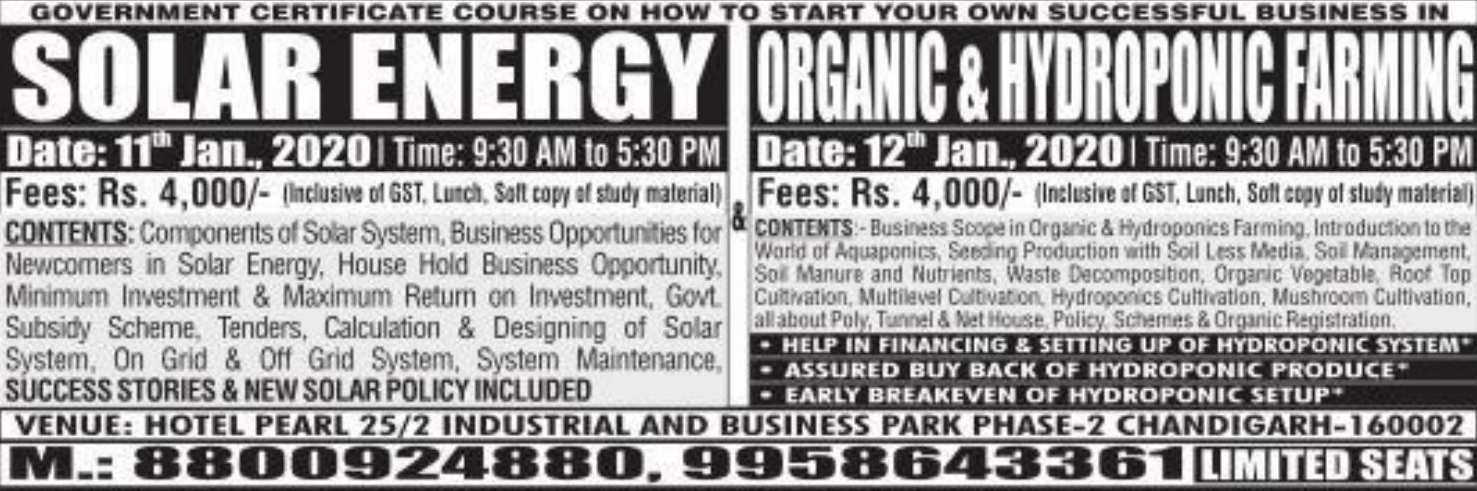 GOVERNMENT CERTIFICATE COURSE ON HOW TO START YOUR OWN SUCCESSFUL BUSINESS IN
SOLAR ENERGY
Date: 11th Jan., 2020 | Time: 9:30 AM to 5:30 PM
Fees: Rs. 4,000/- (Inclusive of GST, Lunch, Soft copy of study material)
CONTENTS: Components of Solar System, Business Opportunities for
Newcomers in Solar Energy, House Hold Business Opportunity,
Minimum Investment & Maximum Return on Investment, Govt.
Subsidy Scheme, Tenders, Calculation & Designing of Solar
System, On Grid & Off Grid System, System Maintenance,
SUCCESS STORIES & NEW SOLAR POLICY INCLUDED
&
ORGANIC & HYDROPONIC FARMING
Date: 12th Jan., 2020 | Time: 9:30 AM to 5:30 PM
Fees: Rs. 4,000/- (Inclusive of GST, Lunch, Soft copy of study material)
CONTENTS:- Business Scope in Organic & Hydroponics Farming, Introduction to the
World of Aquaponics, Seeding Production with Soil Less Media, Soil Management,
Soil Manure and Nutrients, Waste Decomposition, Organic Vegetable, Roof Top
Cultivation, Multilevel Cultivation, Hydroponics Cultivation, Mushroom Cultivation,
all about Poly, Tunnel & Net House, Policy, Schemes & Organic Registration.
• HELP IN FINANCING & SETTING UP OF HYDROPONIC SYSTEM*
• ASSURED BUY BACK OF HYDROPONIC PRODUCE*
• EARLY BREAKEVEN OF HYDROPONIC SETUP*
VENUE: HOTEL PEARL 25/2 INDUSTRIAL AND BUSINESS PARK PHASE-2 CHANDIGARH-160002
M.: 8800924880, 9958643361 LIMITED SEATS